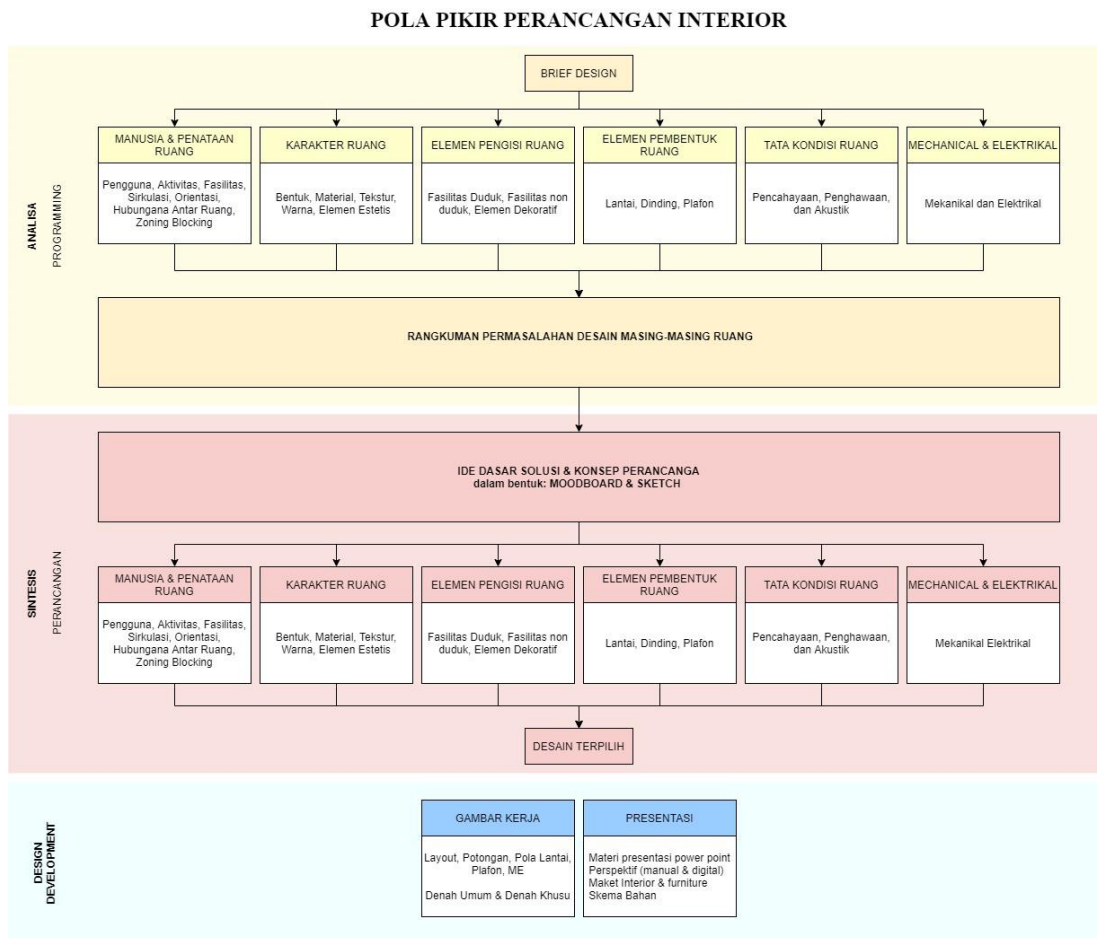 POLA PIKIR PERANCANGAN INTERIOR
BRIEF DESIGN
ANALISA
PROGRAMMING
MANUSIA & PENATAAN
RUANG
Pengguna, Aktivitas, Fasilitas,
Sirkulasi, Orientasi,
Hubungana Antar Ruang,
Zoning Blocking
KARAKTER RUANG
Bentuk, Material, Tekstur,
Warna, Elemen Estetis
ELEMEN PENGISI RUANG
Fasilitas Duduk, Fasilitas non
duduk, Elemen Dekoratif
ELEMEN PEMBENTUK
RUANG
Lantai, Dinding, Plafon
TATA KONDISI RUANG
Pencahayaan, Penghawaan,
dan Akustik
MECHANICAL & ELEKTRIKAL
Mekanikal dan Elektrikal
RANGKUMAN PERMASALAHAN DESAIN MASING-MASING RUANG
SINTESIS
PERANCANGAN
IDE DASAR SOLUSI & KONSEP PERANCANGA
dalam bentuk: MOODBOARD & SKETCH
MANUSIA & PENATAAN
RUANG
Pengguna, Aktivitas, Fasilitas,
Sirkulasi, Orientasi,
Hubungana Antar Ruang,
Zoning Blocking
KARAKTER RUANG
Bentuk, Material, Tekstur,
Warna, Elemen Estetis
ELEMEN PENGISI RUANG
Fasilitas Duduk, Fasilitas non
duduk, Elemen Dekoratif
ELEMEN PEMBENTUK
RUANG
Lantai, Dinding, Plafon
TATA KONDISI RUANG
Pencahayaan, Penghawaan,
dan Akustik
MECHANICAL & ELEKTRIKAL
Mekanikal Elektrikal
DESAIN TERPILIH
DESIGN
DEVELOPMENT
GAMBAR KERJA
Layout, Potongan, Pola Lantai,
Plafon, ME
Denah Umum & Denah Khusu
PRESENTASI
Materi presentasi power point
Perspektif (manual & digital)
Maket Interior & furniture
Skema Bahan